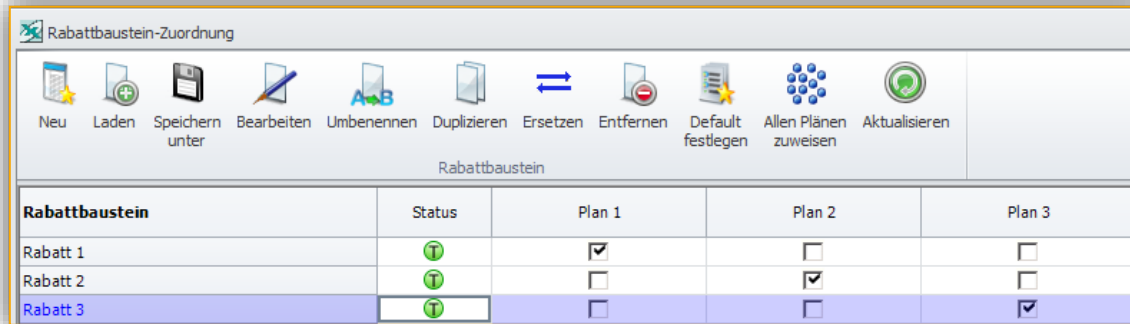 Rabattbaustein-Zuordnung
Neu
Laden
Speichern
unter
Bearbeiten
Umbenennen
Duplizieren
Ersetzen
Entfernen
Default
festlegen
Allen Plänen
zuweisen
Aktualisieren
Rabattbaustein
Rabattbaustein Status Plan 1 Plan 2 Plan 3
Rabatt 1 T
Rabatt 2 T
Rabatt 3 T